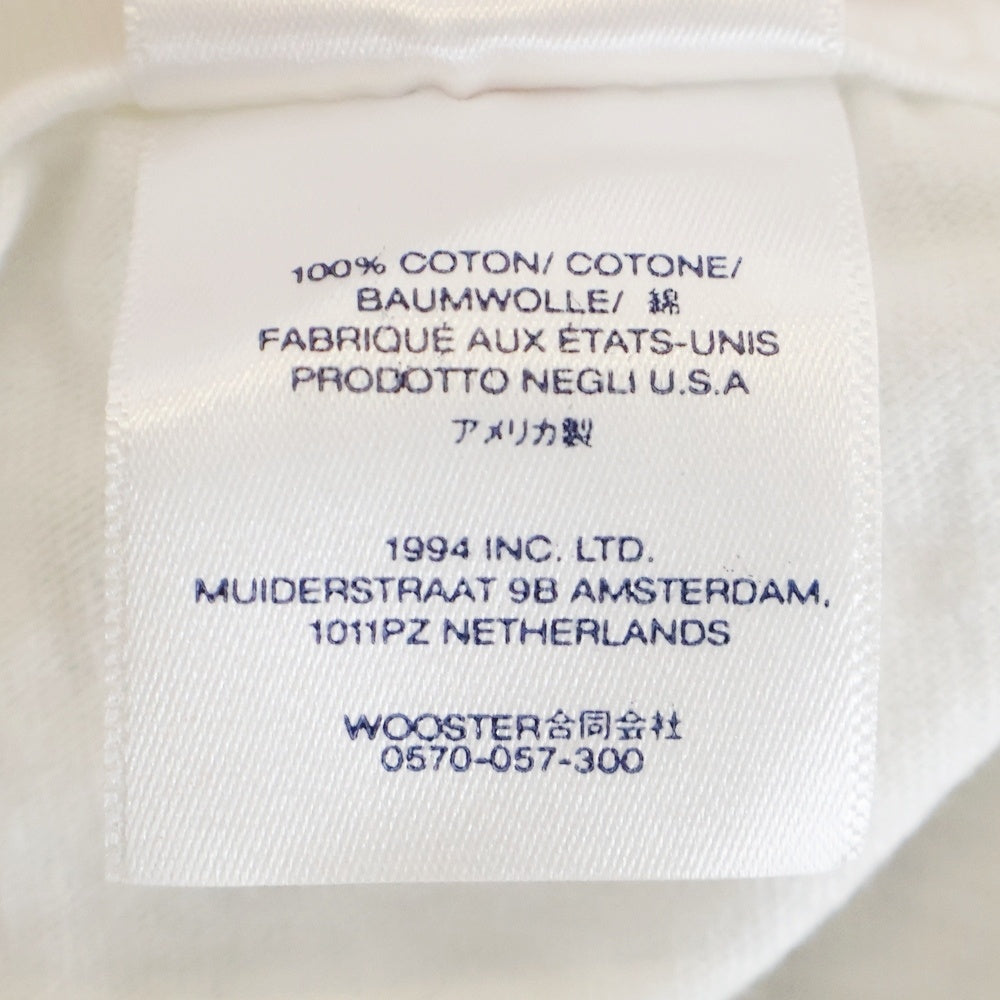 100% COTON/ COTONE/
BAUMWOLLE/ 綿
FABRIQUÉ AUX ÉTATS-UNIS
PRODOTTO NEGLI U.S.A
アメリカ製
1994 INC. LTD.
MUIDERSTRAAT 9B AMSTERDAM,
1011PZ NETHERLANDS
WOOSTER合同会社
0570-057-300